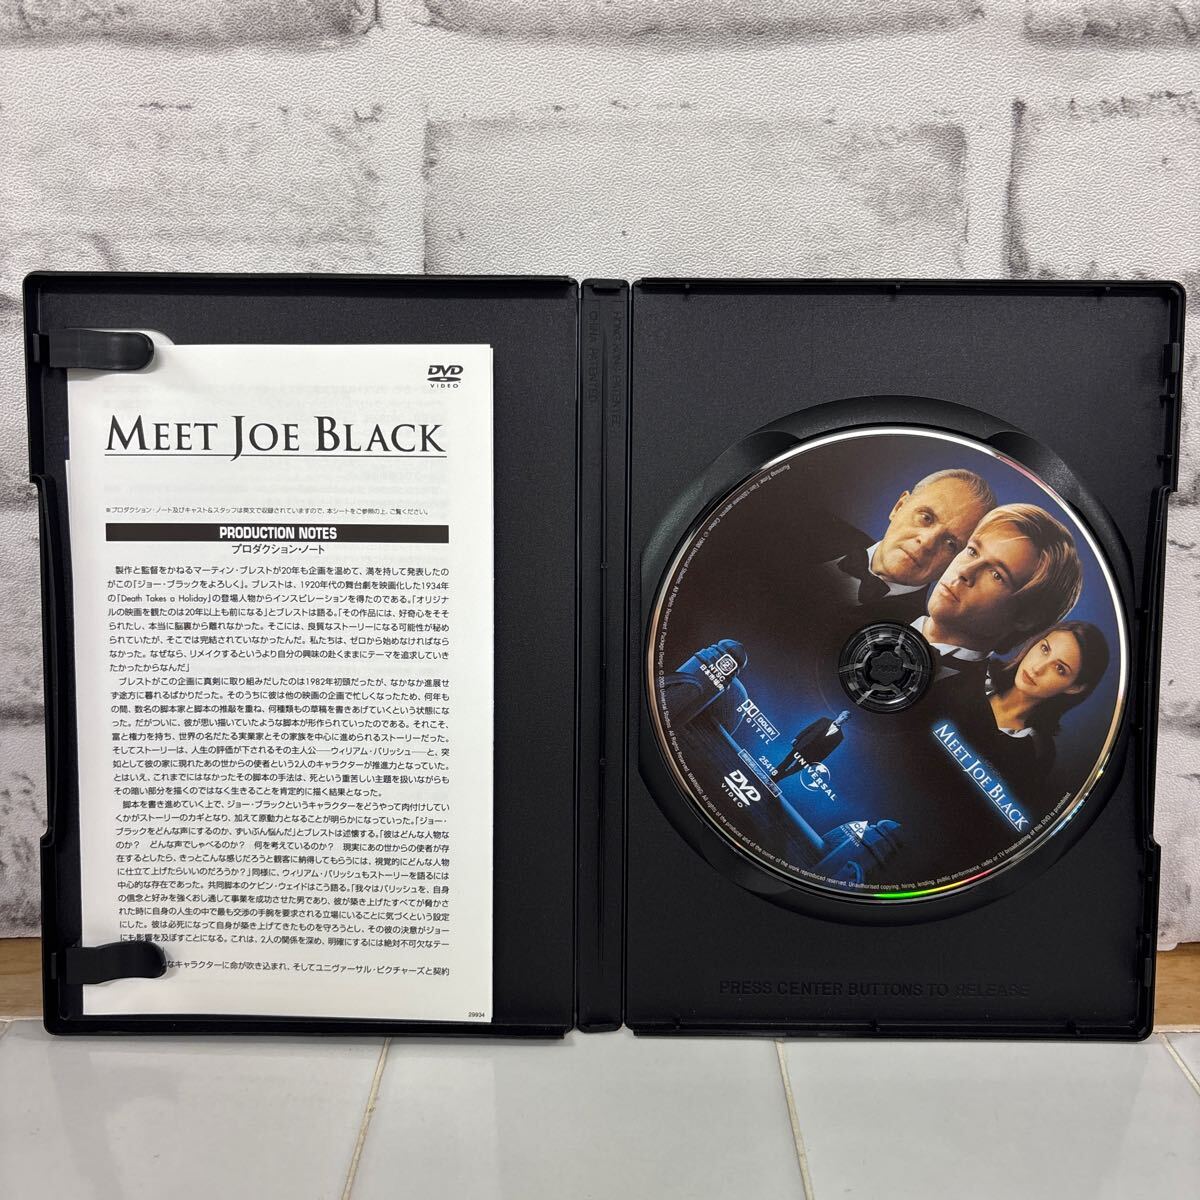 DVD
VIDEO
MEET JOE BLACK
※プロダクション・ノート及びキャスト&スタッフは英文で収録されていますので、本シートをご参照の上、ご覧ください。
PRODUCTION NOTES
プロダクション・ノート
製作と監督をかねるマーティン・ブレストが20年も企画を温めて、満を持して発表したの
がこの「ジョー・ブラックをよろしく」。ブレストは、1920年代の舞台劇を映画化した1934年
の「Death Takes a Holiday」の登場人物からインスピレーションを得たのである。「オリジナ
ルの映画を観たのは20年以上も前になる」とブレストは語る。「その作品には、好奇心をそそ
られたし、本当に脳裏から離れなかった。そこには、良質なストーリーになる可能性が秘め
られていたが、そこでは完結されていなかったんだ。私たちは、ゼロから始めなければなら
なかった。なぜなら、リメイクするというより自分の興味の赴くままにテーマを追求していき
たかったからなんだ」
ブレストがこの企画に真剣に取り組みだしたのは1982年初頭だったが、なかなか進展せ
ず途方に暮れるばかりだった。そのうちに彼は他の映画の企画で忙しくなったため、何年も
の間、数名の脚本家と脚本の推敲を重ね、何種類もの草稿を書きあげていくという状態にな
った。だがついに、彼が思い描いていたような脚本が形作られていったのである。それこそ、
富と権力を持ち、世界の名だたる実業家とその家族を中心に進められるストーリーだった。
そしてストーリーは、人生の評価が下されるその主人公──ウィリアム・パリッシュ──と、突
如として彼の家に現れたあの世からの使者という2人のキャラクターが推進力となっていた。
とはいえ、これまでにはなかったその脚本の手法は、死という重苦しい主題を扱いながらも
その暗い部分を描くのではなく生きることを肯定的に描く結果となった。
脚本を書き進めていく上で、ジョー・ブラックというキャラクターをどうやって肉付けしてい
くかがストーリーのカギとなり、加えて原動力となることが明らかになっていった。「ジョー・
ブラックをどんな声にするのか、ずいぶん悩んだ」とブレストは述懐する。「彼はどんな人物な
のか? どんな声でしゃべるのか? 何を考えているのか? 現実にあの世からの使者が存
在するとしたら、きっとこんな感じだろうと観客に納得してもらうには、視覚的にどんな人物
に仕立て上げたらいいのだろうか?」同様に、ウィリアム・パリッシュもストーリーを語るには
中心的な存在であった。共同脚本のケビン・ウェイドはこう語る。「我々はパリッシュを、自身
の信念と好みを強くおし通して事業を成功させた男であり、彼が築き上げたすべてが脅かさ
れた時に自身の人生の中で最も交渉の手腕を要求される立場にいることに気づくという設定
にした。彼は必死になって自身が築き上げてきたものを守ろうとし、その彼の決意がジョー
にも影響を及ぼすことになる。これは、2人の関係を深め、明確にするには絶対不可欠なテー
なキャラクターに命が吹き込まれ、そしてユニヴァーサル・ピクチャーズと契約
29934
MEET JOE BLACK
NTSC
日本市場向
DOLBY
DIGITAL
25418
UNIVERSAL
DVD
VIDEO
PRESS CENTER BUTTONS TO RELEASE